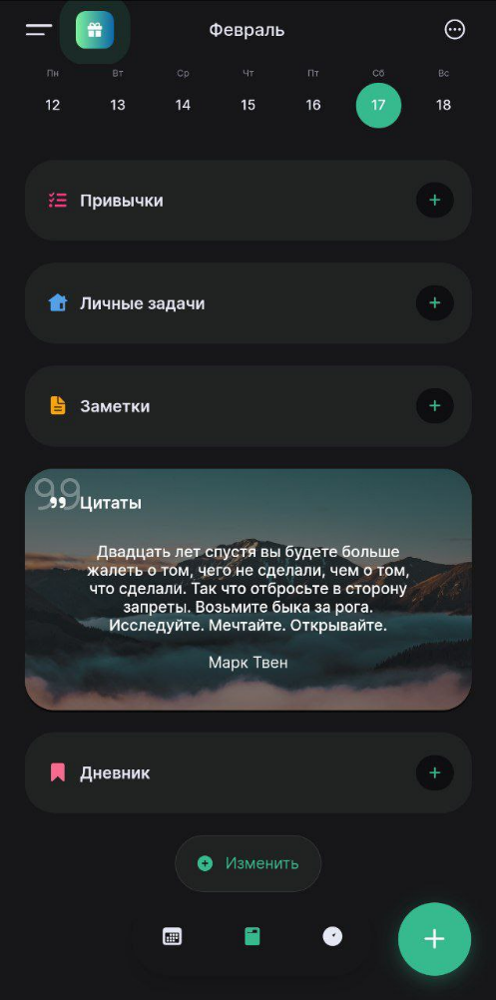 Февраль
Пн Вт Ср Чт Пт Сб Вс
12 13 14 15 16 17 18
Привычки
Личные задачи
Заметки
Цитаты
Двадцать лет спустя вы будете больше
жалеть о том, чего не сделали, чем о том,
что сделали. Так что отбросьте в сторону
запреты. Возьмите быка за рога.
Исследуйте. Мечтайте. Открывайте.
Марк Твен
Дневник
Изменить